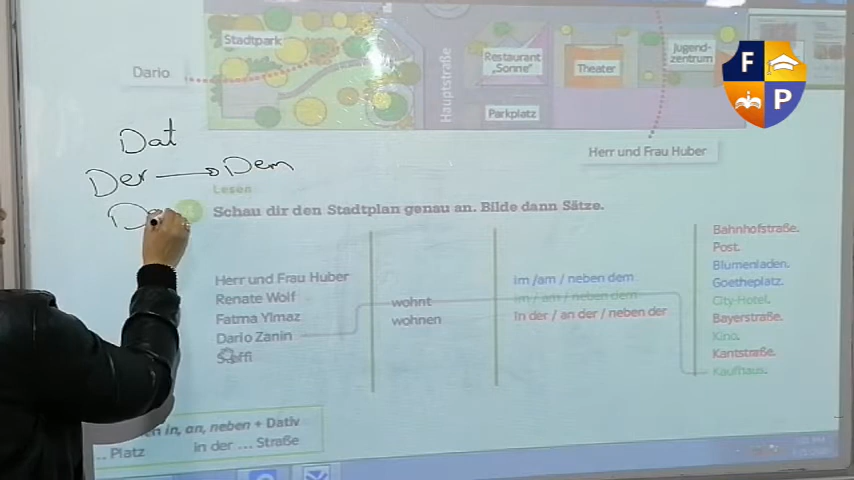 Stadtpark
Restaurant
„Sonne“
Theater
Jugend-
zentrum
F
P
Dario
Hauptstraße
Parkplatz
Herr und Frau Huber
Dat
Der → Dem
Lesen
Schau dir den Stadtplan genau an. Bilde dann Sätze.
Herr und Frau Huber
Renate Wolf
Fatma Yilmaz
Dario Zanin
Steffi
wohnt
wohnen
im /am / neben dem
im / am / neben dem
in der / an der / neben der
Bahnhofstraße.
Post.
Blumenladen.
Goetheplatz.
City-Hotel.
Bayerstraße.
Kino.
Kantstraße.
Kaufhaus.
in, an, neben + Dativ
... Platz in der ... Straße